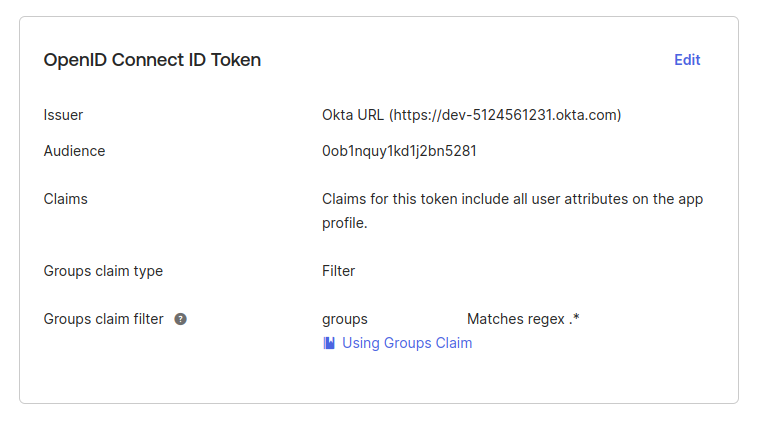 OpenID Connect ID Token
Edit
Issuer
Okta URL (https://dev-5124561231.okta.com)
Audience
0ob1nquy1kd1j2bn5281
Claims
Claims for this token include all user attributes on the app
profile.
Groups claim type
Filter
Groups claim filter ?
groups
Matches regex .*
Using Groups Claim